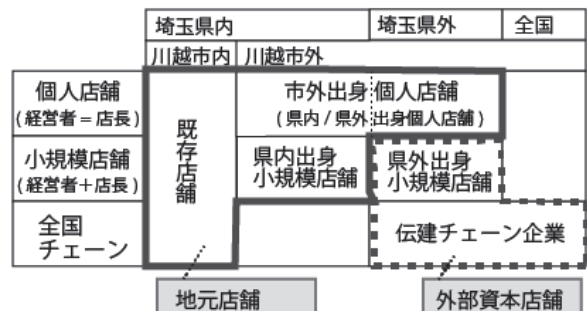 埼玉県内 埼玉県外 全国
川越市内 川越市外
個人店舗
(経営者=店長)
既存店舗
市外出身 個人店舗
(県内/県外出身個人店舗)
小規模店舗
(経営者+店長)
県内出身
小規模店舗
県外出身
小規模店舗
全国
チェーン
伝建チェーン企業
地元店舗
外部資本店舗